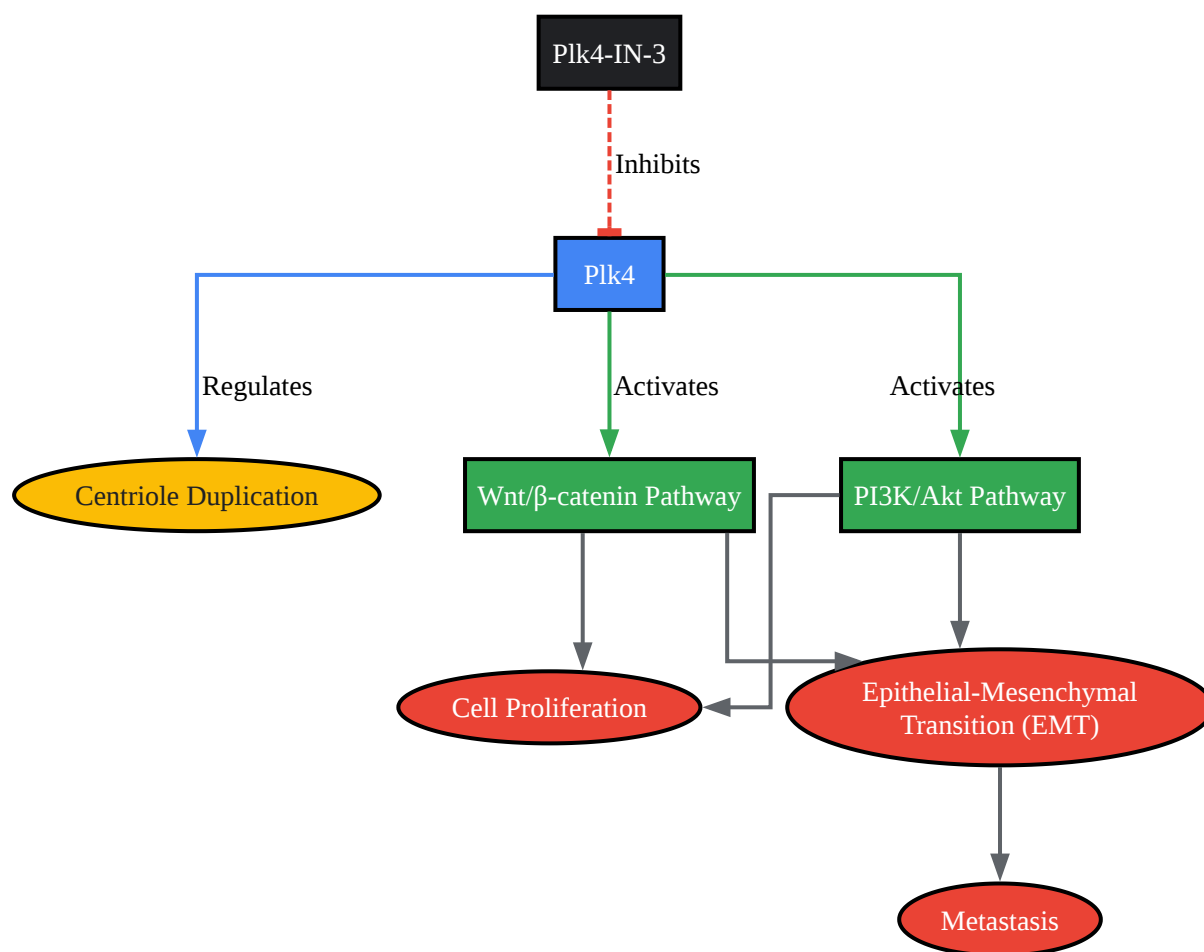 Plk4-IN-3
Inhibits
Plk4
Regulates
Activates
Activates
Centriole Duplication
Wnt/β-catenin Pathway
PI3K/Akt Pathway
Cell Proliferation
Epithelial-Mesenchymal
Transition (EMT)
Metastasis